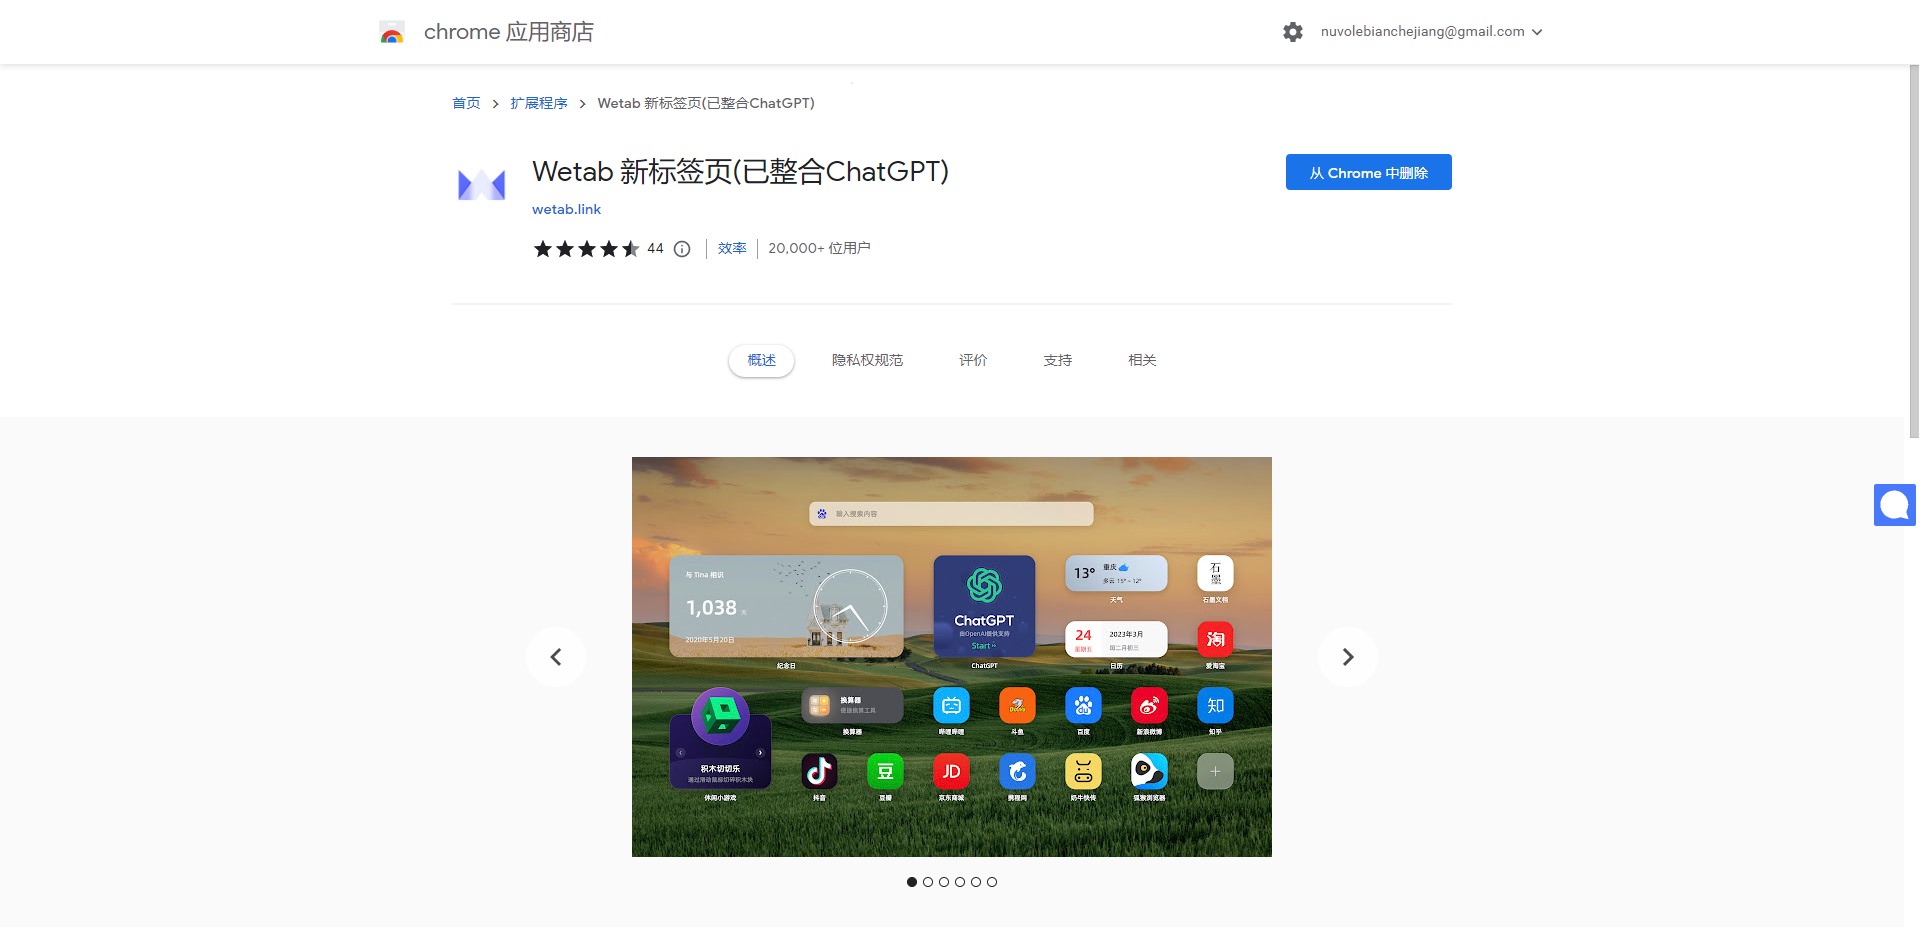 chrome 应用商店
nuvolebianchejiang@gmail.com
首页 > 扩展程序 > Wetab 新标签页(已整合ChatGPT)
Wetab 新标签页(已整合ChatGPT)
从 Chrome 中删除
wetab.link
44
效率
20,000+ 位用户
概述
隐私权规范
评价
支持
相关
输入搜索内容
与 Tina 相识
1,038 天
2020年5月20日
纪念日
ChatGPT
由OpenAI提供支持
Start
ChatGPT
13°
重庆
多云 15° ~ 12°
天气
石墨
石墨文档
24
星期五
2023年3月
闰二月初三
日历
淘
爱淘宝
积木切切乐
通过滑动鼠标切碎积木块
休闲小游戏
换算器
便捷换算工具
换算器
哔哩哔哩
斗鱼
du
百度
新浪微博
知
知乎
抖音
豆
豆瓣
JD
京东商城
携程网
奶牛快传
狐猴浏览器